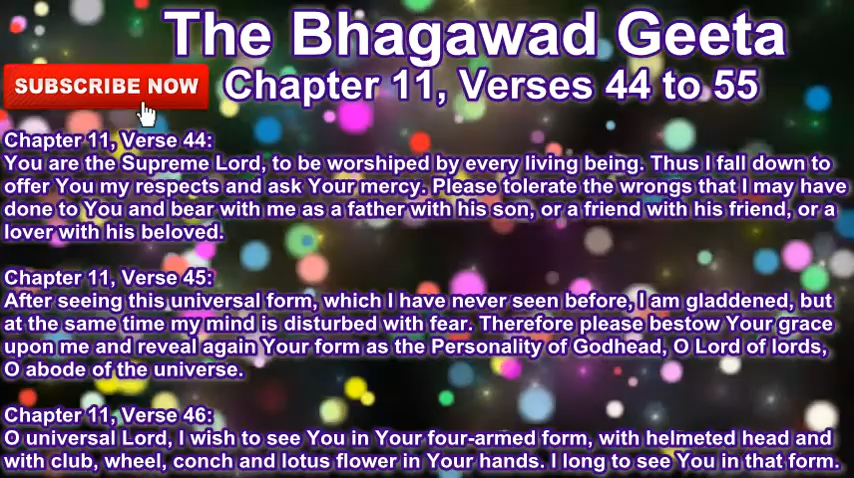 The Bhagawad Geeta
SUBSCRIBE NOW
Chapter 11, Verses 44 to 55
Chapter 11, Verse 44:
You are the Supreme Lord, to be worshiped by every living being. Thus I fall down to
offer You my respects and ask Your mercy. Please tolerate the wrongs that I may have
done to You and bear with me as a father with his son, or a friend with his friend, or a
lover with his beloved.
Chapter 11, Verse 45:
After seeing this universal form, which I have never seen before, I am gladdened, but
at the same time my mind is disturbed with fear. Therefore please bestow Your grace
upon me and reveal again Your form as the Personality of Godhead, O Lord of lords,
O abode of the universe.
Chapter 11, Verse 46:
O universal Lord, I wish to see You in Your four-armed form, with helmeted head and
with club, wheel, conch and lotus flower in Your hands. I long to see You in that form.